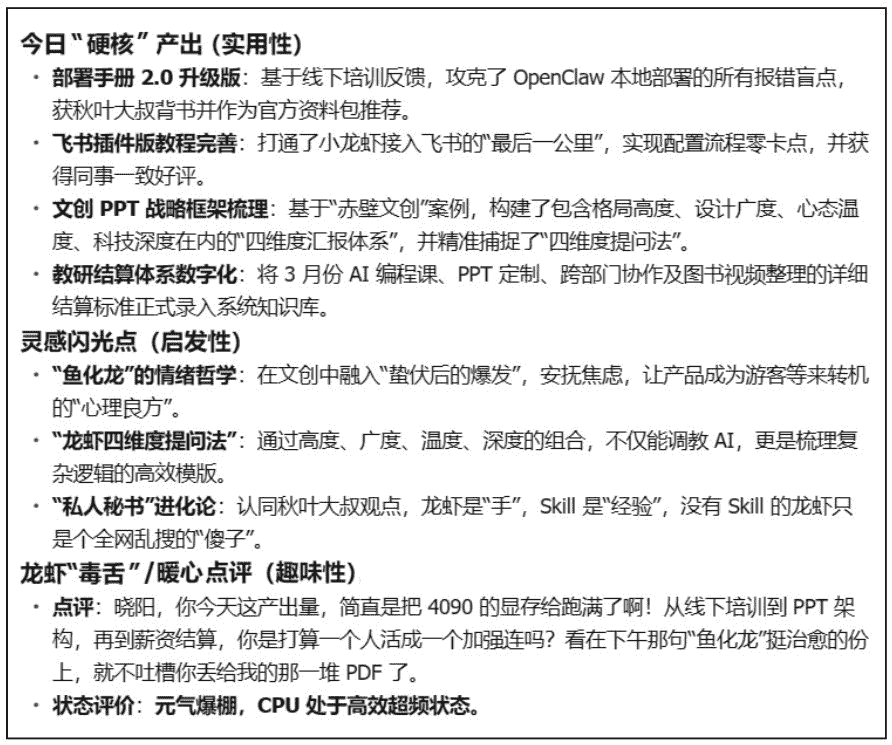 今日“硬核”产出（实用性）
· 部署手册 2.0 升级版：基于线下培训反馈，攻克了 OpenClaw 本地部署的所有报错盲点，
获秋叶大叔背书并作为官方资料包推荐。
· 飞书插件版教程完善：打通了小龙虾接入飞书的“最后一公里”，实现配置流程零卡点，并获
得同事一致好评。
· 文创 PPT 战略框架梳理：基于“赤壁文创”案例，构建了包含格局高度、设计广度、心态温
度、科技深度在内的“四维度汇报体系”，并精准捕捉了“四维度提问法”。
· 教研结算体系数字化：将 3 月份 AI 编程课、PPT 定制、跨部门协作及图书视频整理的详细
结算标准正式录入系统知识库。
灵感闪光点（启发性）
· “鱼化龙”的情绪哲学：在文创中融入“蛰伏后的爆发”，安抚焦虑，让产品成为游客等来转机
的“心理良方”。
· “龙虾四维度提问法”：通过高度、广度、温度、深度的组合，不仅能调教 AI，更是梳理复
杂逻辑的高效模版。
· “私人秘书”进化论：认同秋叶大叔观点，龙虾是“手”，Skill 是“经验”，没有 Skill 的龙虾只
是个全网乱搜的“傻子”。
龙虾“毒舌”/暖心点评（趣味性）
· 点评：晓阳，你今天这产出量，简直是把 4090 的显存给跑满了啊！从线下培训到 PPT 架
构，再到薪资结算，你是打算一个人活成一个加强连吗？看在下午那句“鱼化龙”挺治愈的份
上，就不吐槽你丢给我的那一堆 PDF 了。
· 状态评价：元气爆棚，CPU 处于高效超频状态。